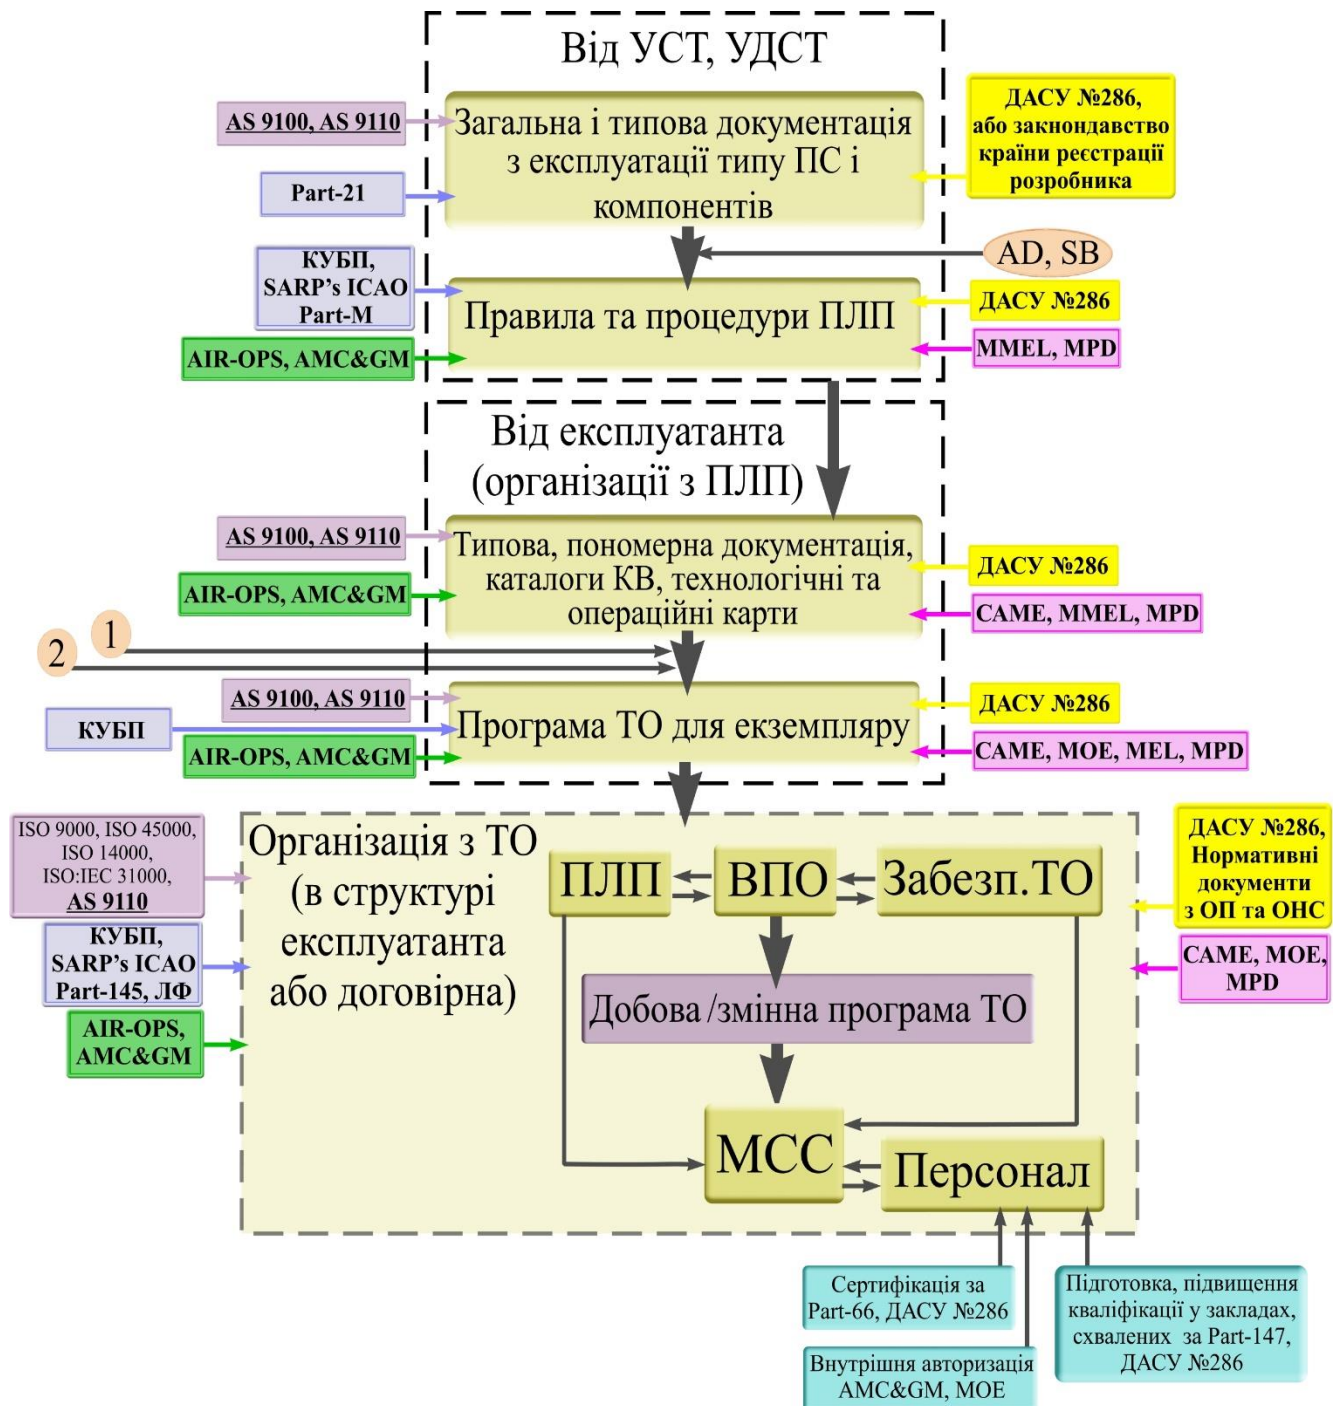 Від УСТ, УДСТ
AS 9100, AS 9110
Part-21
Загальна і типова документація
з експлуатації типу ПС і
компонентів
ДАСУ №286,
або закнондавство
країни реєстрації
розробника
AD, SB
КУБП,
SARP’s ICAO
Part-M
AIR-OPS, AMC&GM
Правила та процедури ПЛП
ДАСУ №286
MMEL, MPD
Від експлуатанта
(організації з ПЛП)
AS 9100, AS 9110
AIR-OPS, AMC&GM
Типова, пономерна документація,
каталоги КВ, технологічні та
операційні карти
ДАСУ №286
CAME, MMEL, MPD
1
2
AS 9100, AS 9110
КУБП
AIR-OPS, AMC&GM
Програма ТО для екземпляру
ДАСУ №286
CAME, MOE, MEL, MPD
ISO 9000, ISO 45000,
ISO 14000,
ISO:IEC 31000,
AS 9110
КУБП,
SARP’s ICAO
Part-145, ЛФ
AIR-OPS,
AMC&GM
Організація з ТО
(в структурі
експлуатанта
або договірна)
ПЛП
ВПО
Забезп.ТО
Добова /змінна програма ТО
МСС
Персонал
ДАСУ №286,
Нормативні
документи
з ОП та ОНС
CAME, MOE,
MPD
Сертифікація за
Part-66, ДАСУ №286
Внутрішня авторизація
AMC&GM, MOE
Підготовка, підвищення
кваліфікації у закладах,
схвалених за Part-147,
ДАСУ №286